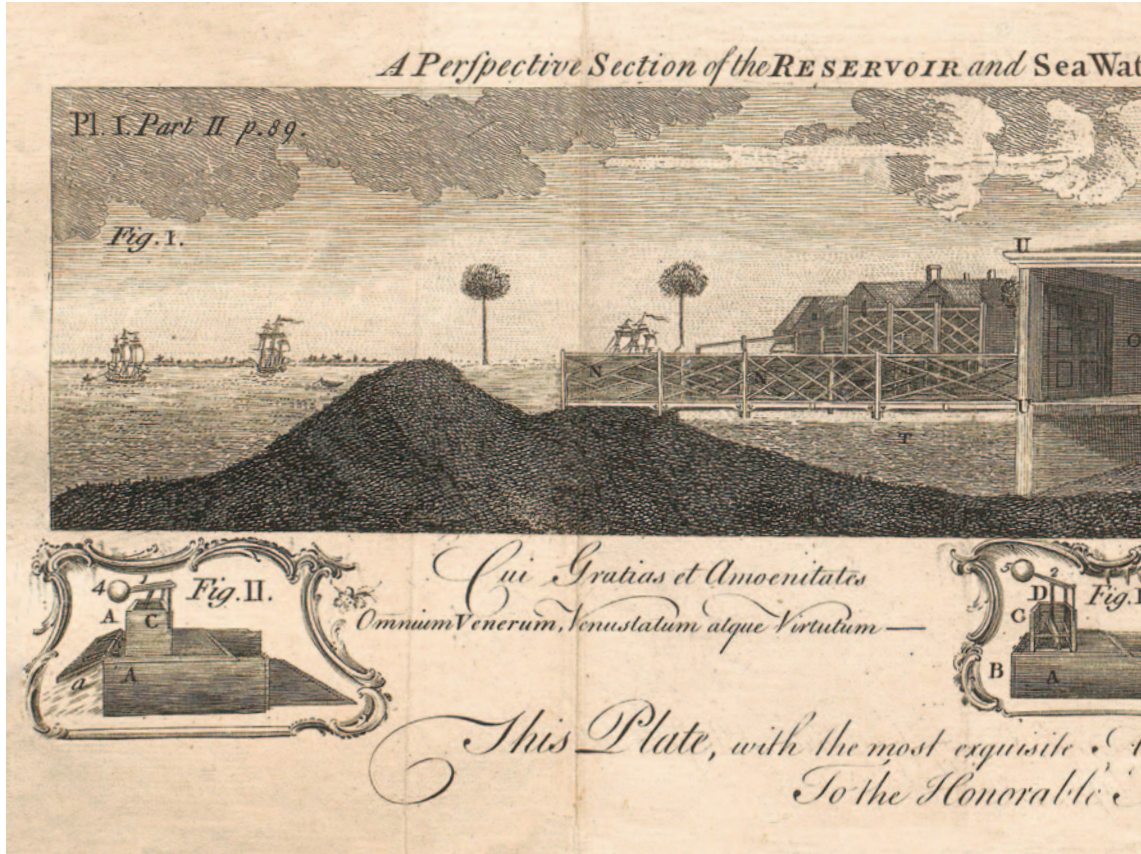 A Perſpective Section of the RESERVOIR and Sea Wat
Pl. I. Part II p. 89.
Fig. I.
U
O
N
N
T
4
1
Fig. II.
A
C
a
A
Cui Gratias et Amoenitates
Omnium Venerum, Venustatum atque Virtutum —
5
2
D
Fig. I
G
B
A
This Plate, with the most exquisite
To the Honorable